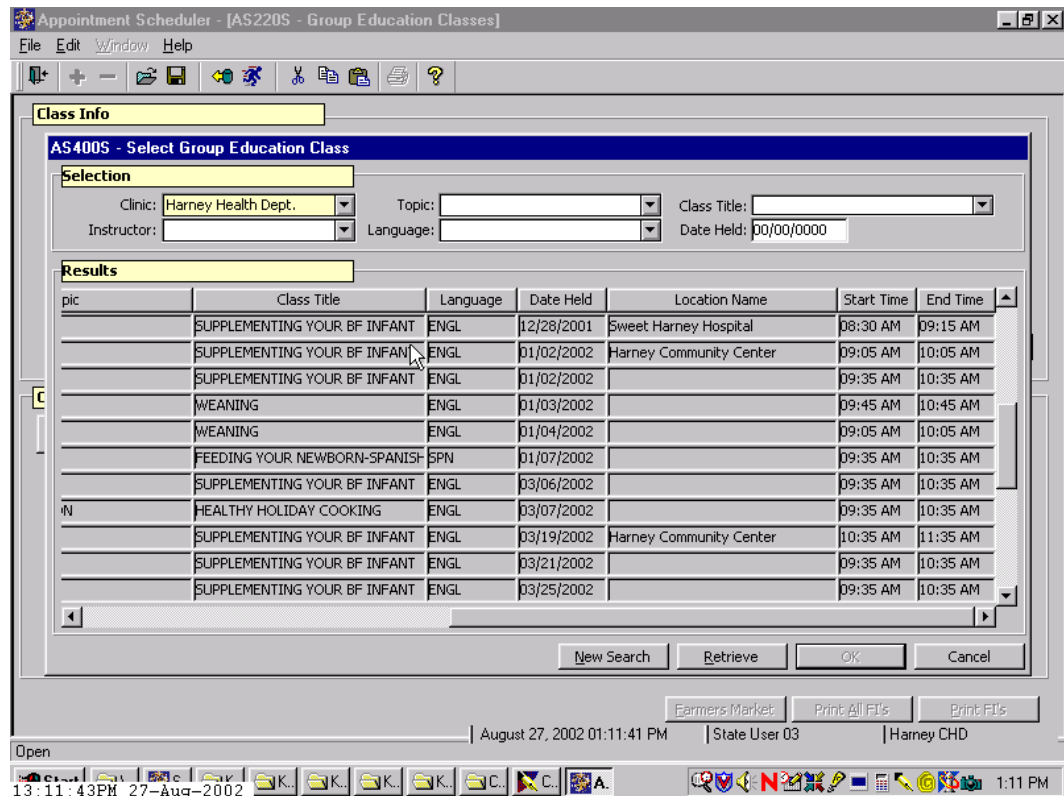 Appointment Scheduler - [AS220S - Group Education Classes]
File Edit Window Help
Class Info
AS400S - Select Group Education Class
Selection
Clinic: Harney Health Dept. Topic: Class Title:
Instructor: Language: Date Held: 00/00/0000
Results
pic Class Title Language Date Held Location Name Start Time End Time
SUPPLEMENTING YOUR BF INFANT ENGL 12/28/2001 Sweet Harney Hospital 08:30 AM 09:15 AM
SUPPLEMENTING YOUR BF INFANT ENGL 01/02/2002 Harney Community Center 09:05 AM 10:05 AM
SUPPLEMENTING YOUR BF INFANT ENGL 01/02/2002 09:35 AM 10:35 AM
WEANING ENGL 01/03/2002 09:45 AM 10:45 AM
WEANING ENGL 01/04/2002 09:05 AM 10:05 AM
FEEDING YOUR NEWBORN-SPANISH SPN 01/07/2002 09:35 AM 10:35 AM
SUPPLEMENTING YOUR BF INFANT ENGL 03/06/2002 09:35 AM 10:35 AM
ON HEALTHY HOLIDAY COOKING ENGL 03/07/2002 09:35 AM 10:35 AM
SUPPLEMENTING YOUR BF INFANT ENGL 03/19/2002 Harney Community Center 10:35 AM 11:35 AM
SUPPLEMENTING YOUR BF INFANT ENGL 03/21/2002 09:35 AM 10:35 AM
SUPPLEMENTING YOUR BF INFANT ENGL 03/25/2002 09:35 AM 10:35 AM
New Search Retrieve OK Cancel
Farmers Market Print All FI's Print FI's
August 27, 2002 01:11:41 PM State User 03 Harney CHD
Open
K.. K.. K.. K.. C.. C.. A. 1:11 PM
13:11:43PM 27-Aug-2002